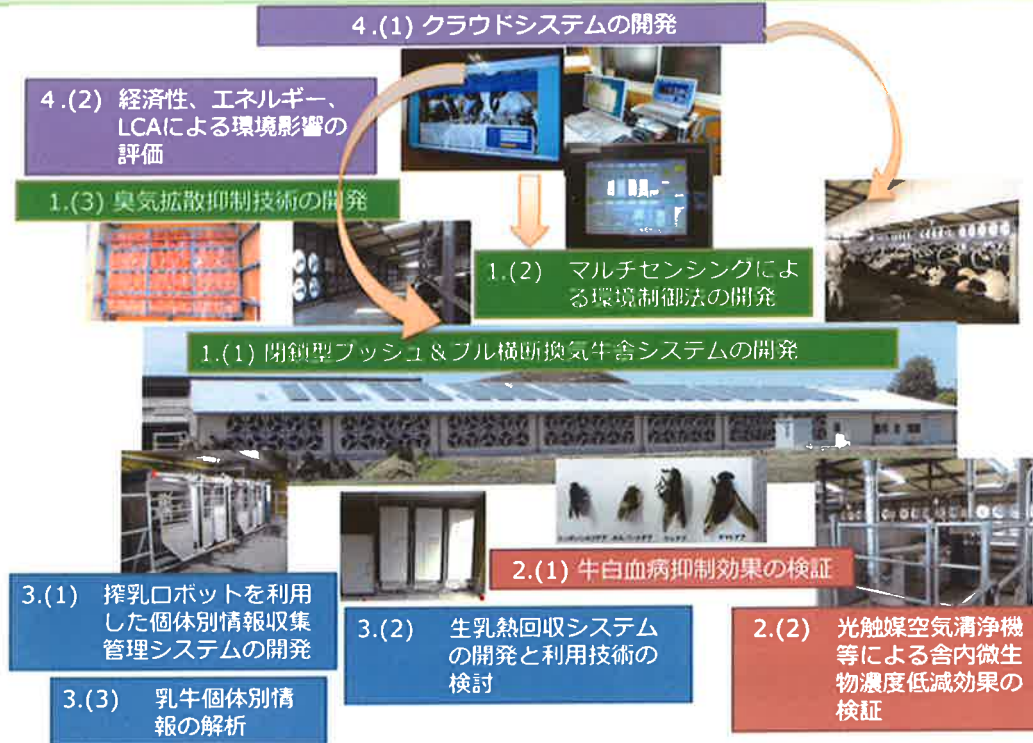 4.(1) クラウドシステムの開発
4.(2) 経済性、エネルギー、
LCAによる環境影響の
評価
1.(3) 臭気拡散抑制技術の開発
1.(2) マルチセンシングによ
る環境制御法の開発
1.(1) 閉鎖型プッシュ＆プル横断換気牛舎システムの開発
2.(1) 牛白血病抑制効果の検証
3.(1) 搾乳ロボットを利用
した個体別情報収集
管理システムの開発
3.(2) 生乳熱回収システム
の開発と利用技術の
検討
2.(2) 光触媒空気清浄機
等による舎内微生
物濃度低減効果の
検証
3.(3) 乳牛個体別情
報の解析